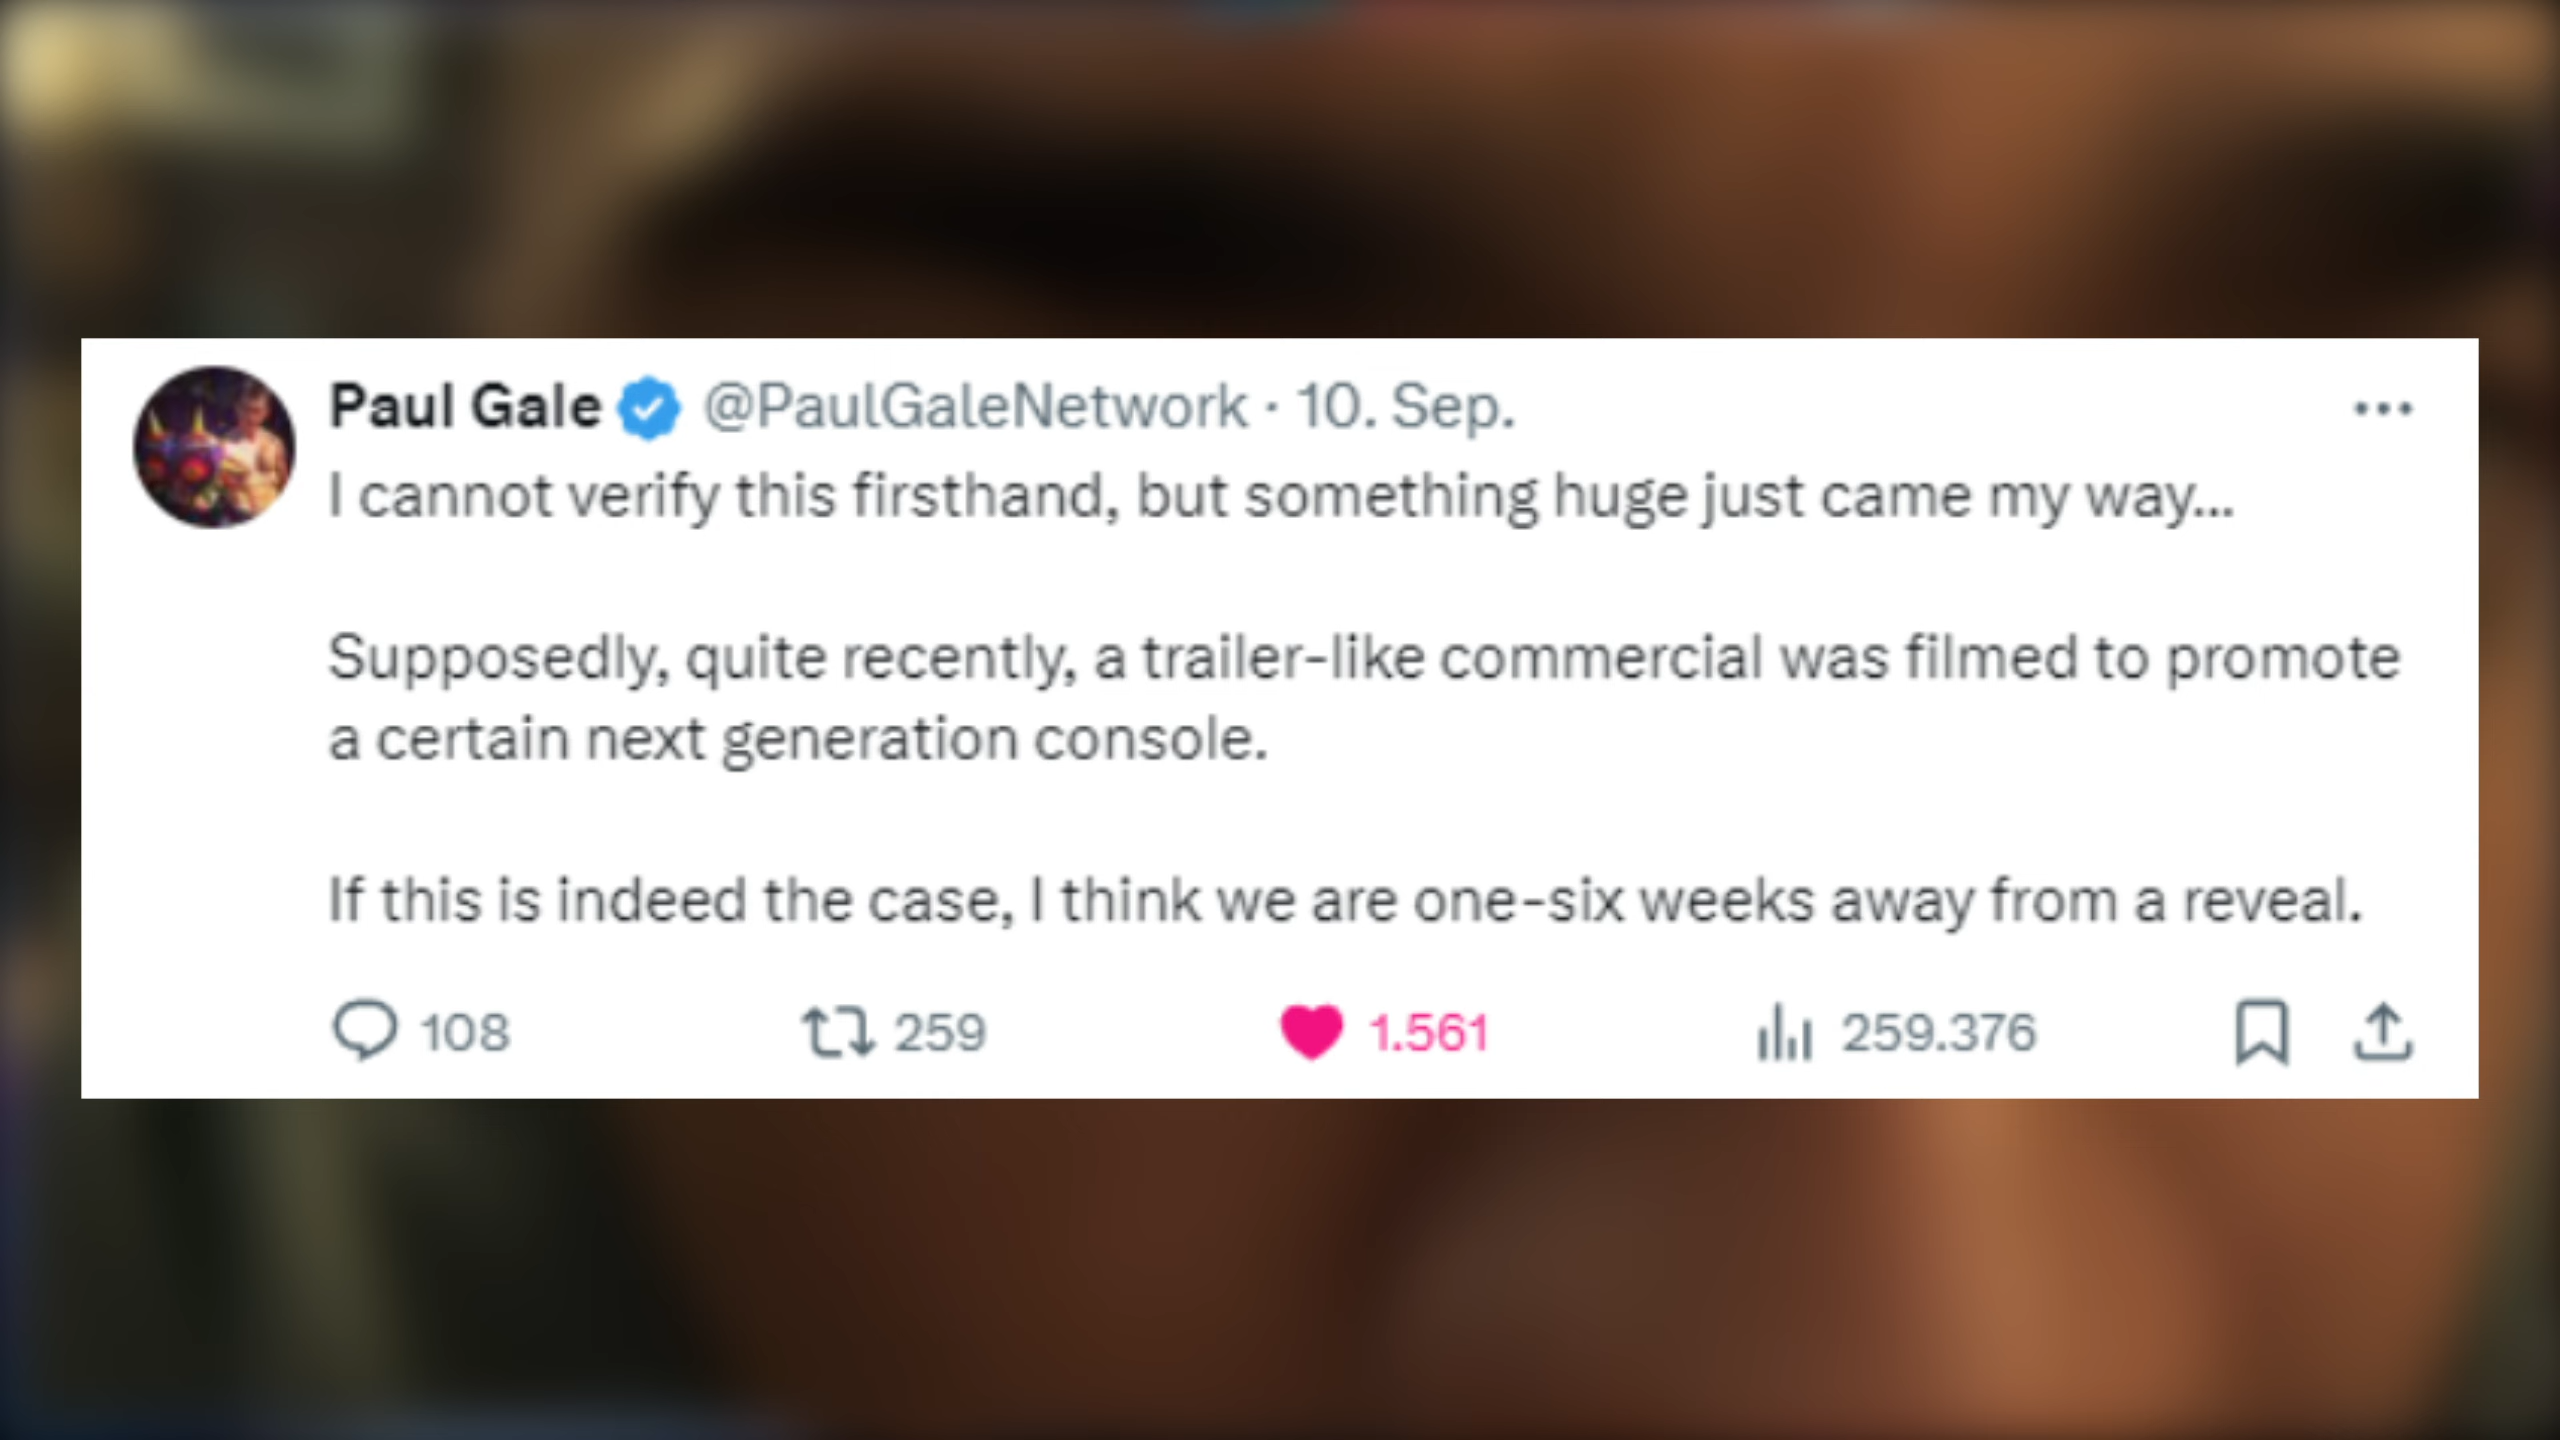 Paul Gale @PaulGaleNetwork · 10. Sep.
I cannot verify this firsthand, but something huge just came my way...
Supposedly, quite recently, a trailer-like commercial was filmed to promote
a certain next generation console.
If this is indeed the case, I think we are one-six weeks away from a reveal.
108 259 1.561 259.376